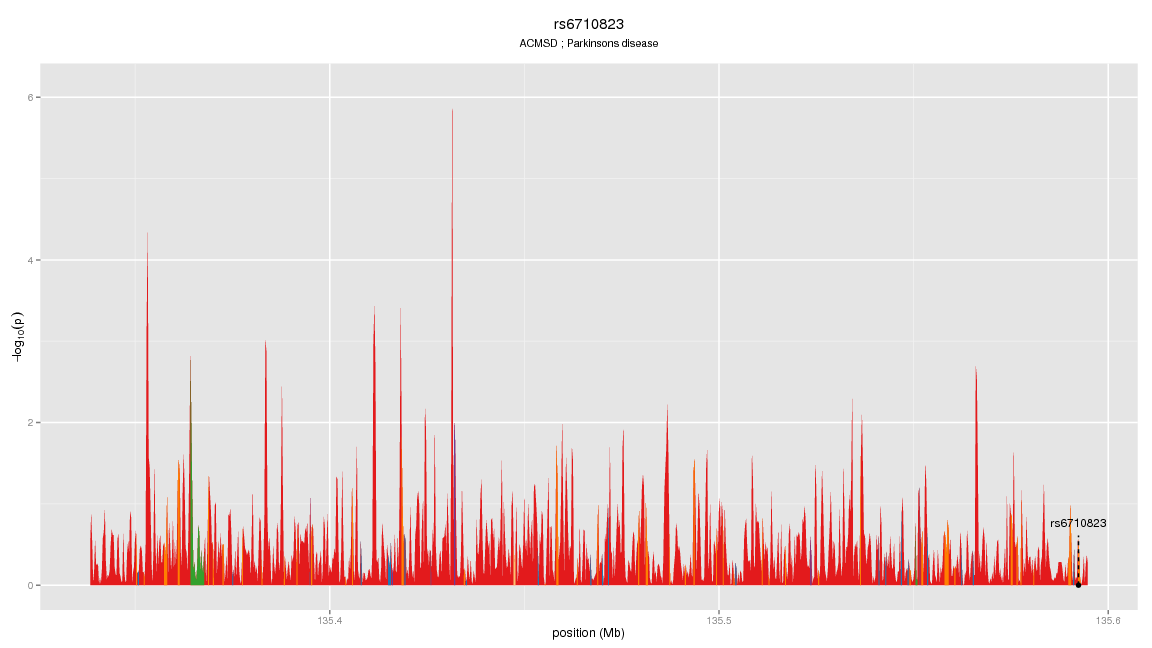 rs6710823
ACMSD ; Parkinsons disease
6
4
2
0
−log10(p)
rs6710823
135.4
135.5
135.6
position (Mb)